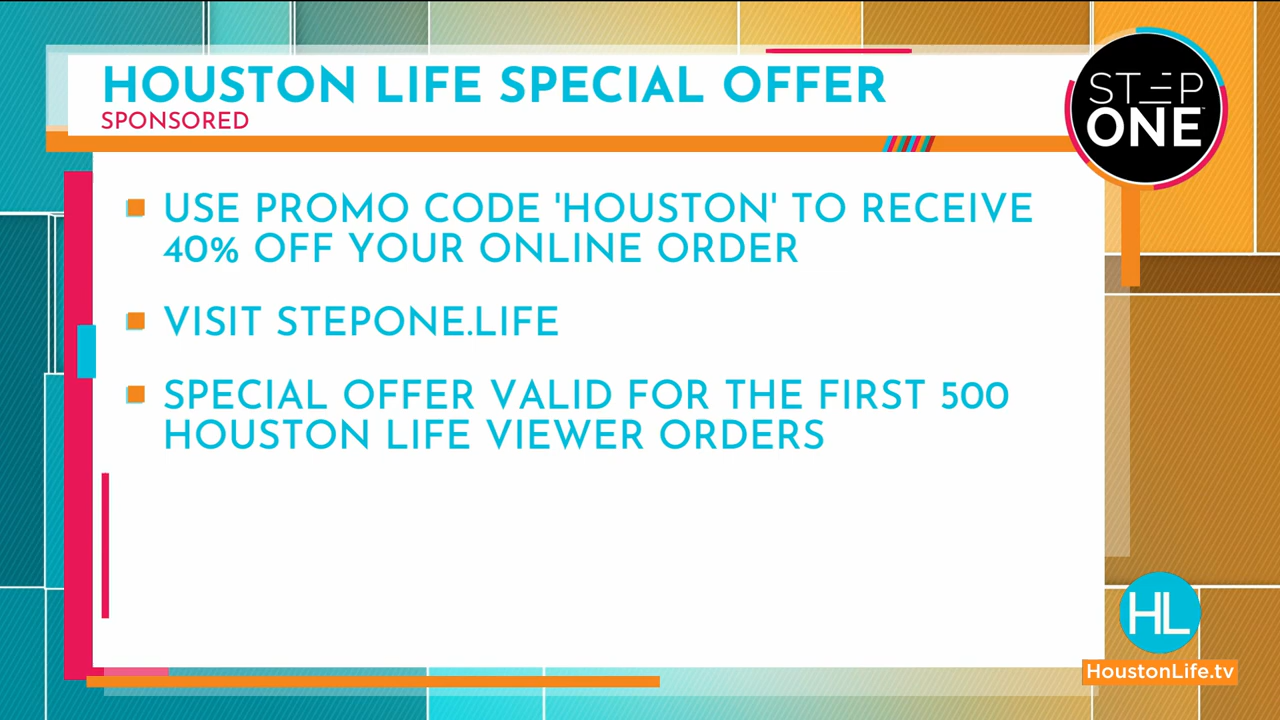 HOUSTON LIFE SPECIAL OFFER
SPONSORED
STEP
ONE™
USE PROMO CODE 'HOUSTON' TO RECEIVE
40% OFF YOUR ONLINE ORDER
VISIT STEPONE.LIFE
SPECIAL OFFER VALID FOR THE FIRST 500
HOUSTON LIFE VIEWER ORDERS
HL
HoustonLife.tv